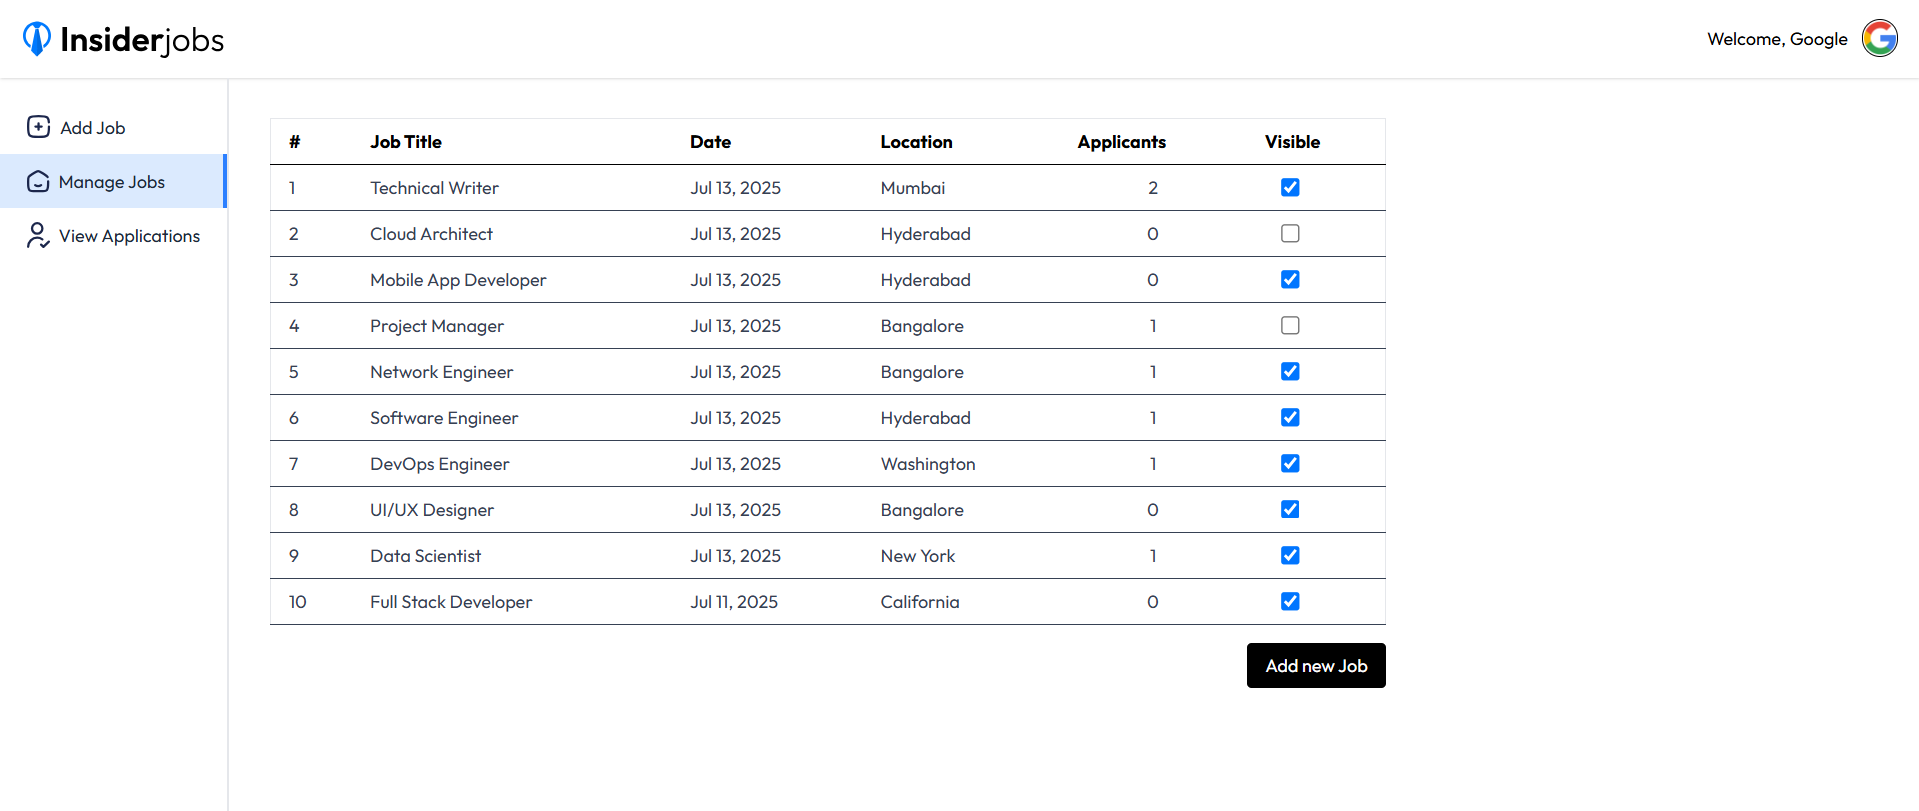 Insiderjobs
Welcome, Google
Add Job
Manage Jobs
View Applications
# Job Title Date Location Applicants Visible
1 Technical Writer Jul 13, 2025 Mumbai 2
2 Cloud Architect Jul 13, 2025 Hyderabad 0
3 Mobile App Developer Jul 13, 2025 Hyderabad 0
4 Project Manager Jul 13, 2025 Bangalore 1
5 Network Engineer Jul 13, 2025 Bangalore 1
6 Software Engineer Jul 13, 2025 Hyderabad 1
7 DevOps Engineer Jul 13, 2025 Washington 1
8 UI/UX Designer Jul 13, 2025 Bangalore 0
9 Data Scientist Jul 13, 2025 New York 1
10 Full Stack Developer Jul 11, 2025 California 0
Add new Job